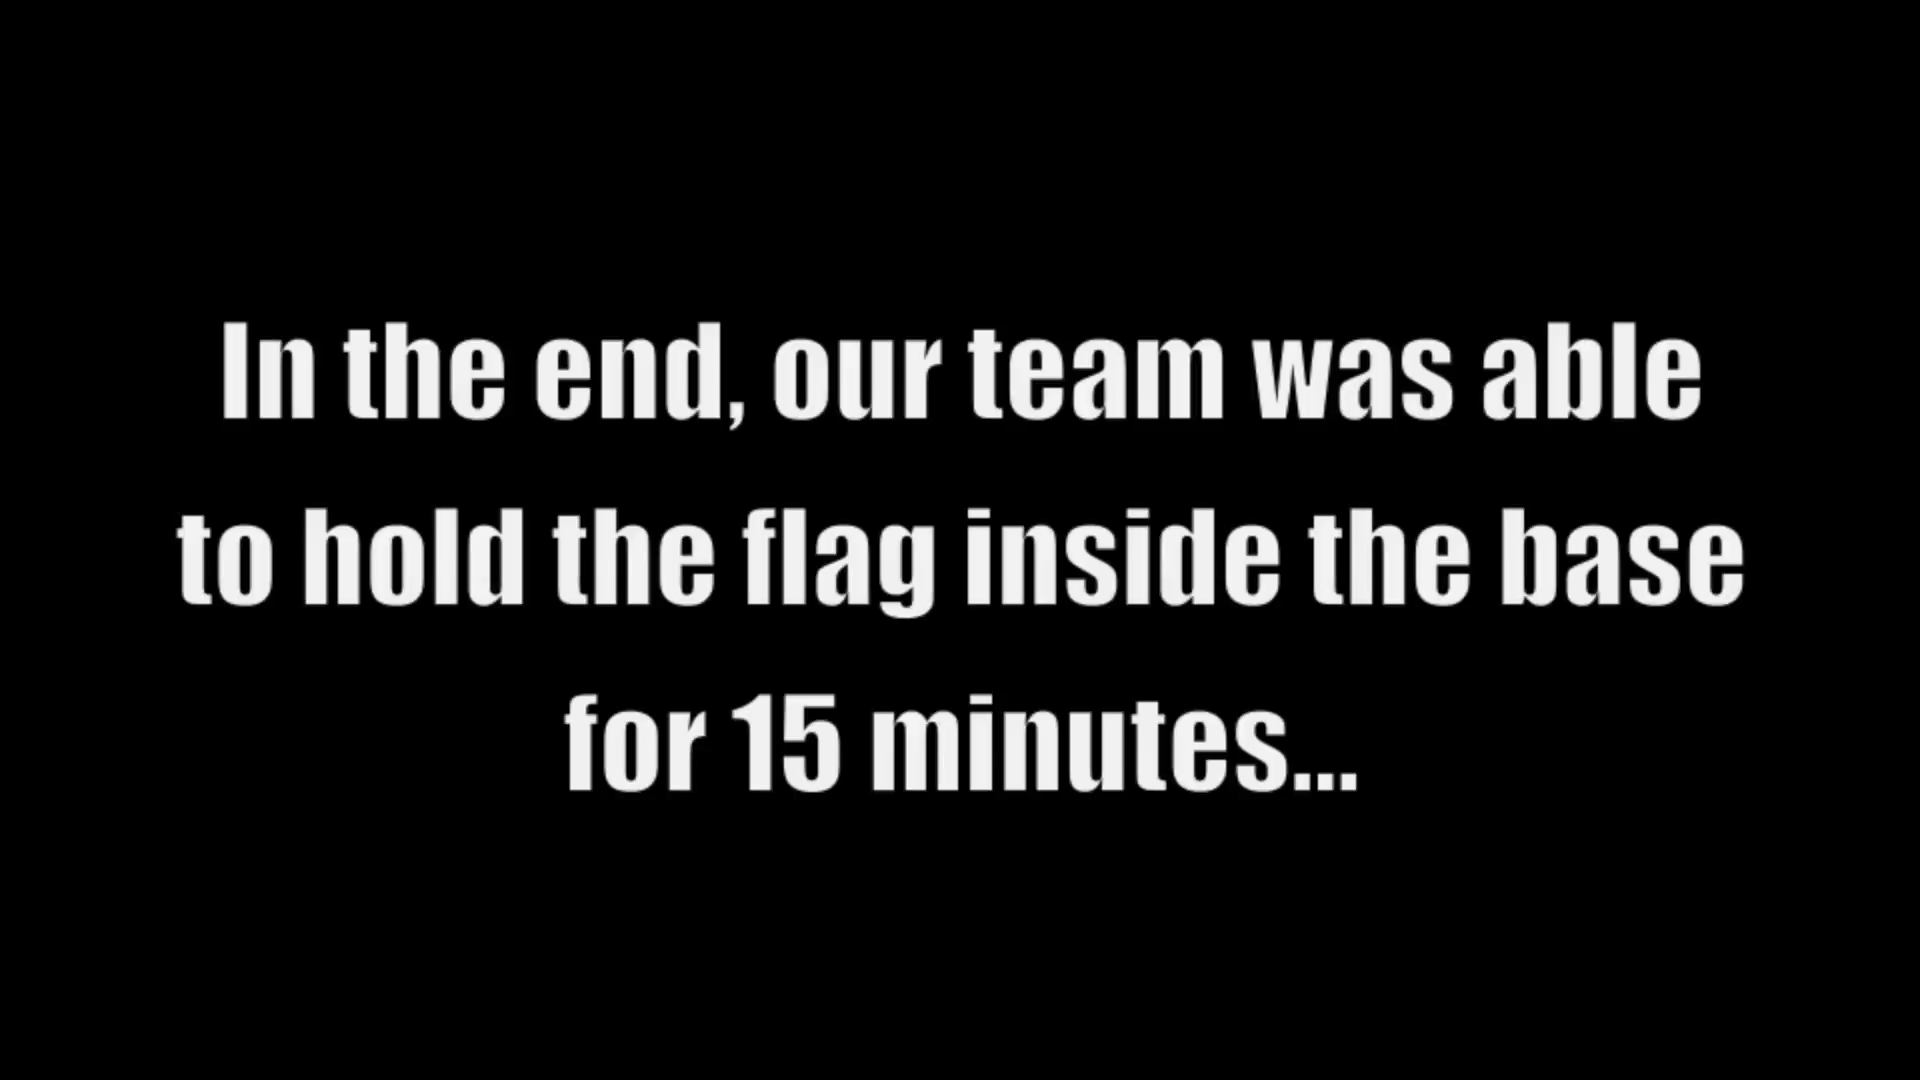 In the end, our team was able
to hold the flag inside the base
for 15 minutes...